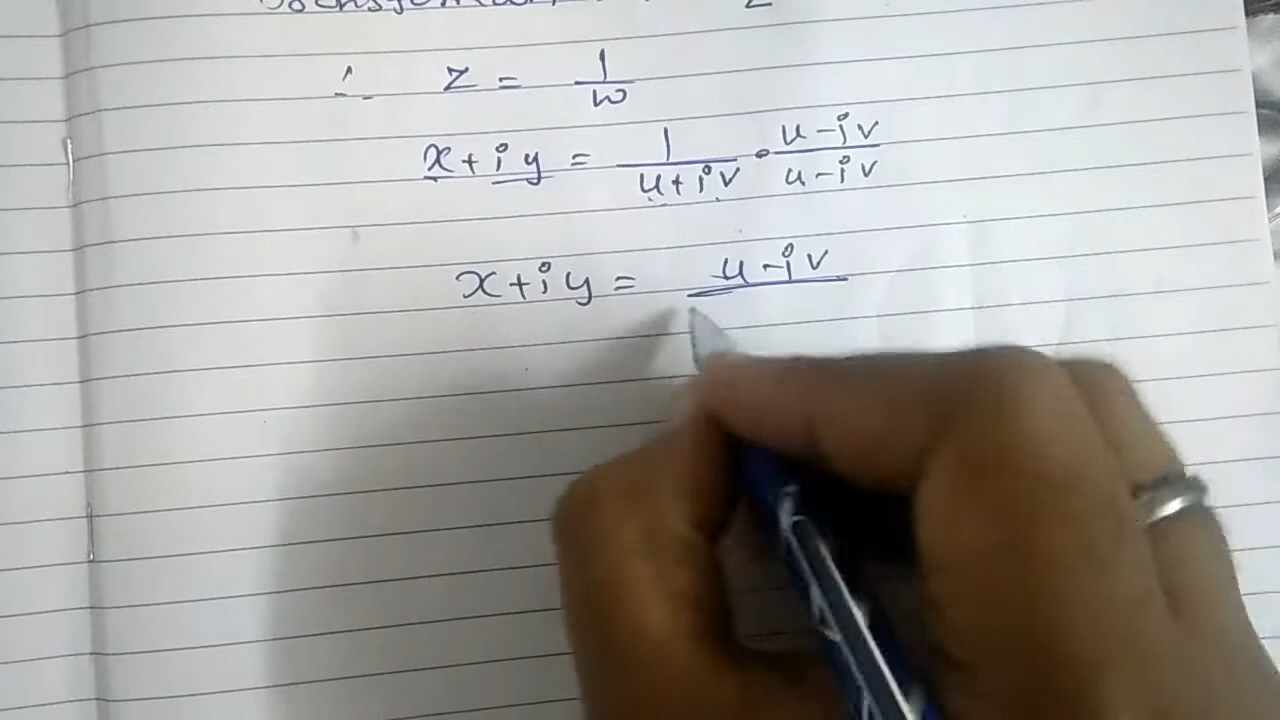 ∴ z = 1/w
x + iy = 1/(u+iv) · (u-iv)/(u-iv)
x+iy = u-iv